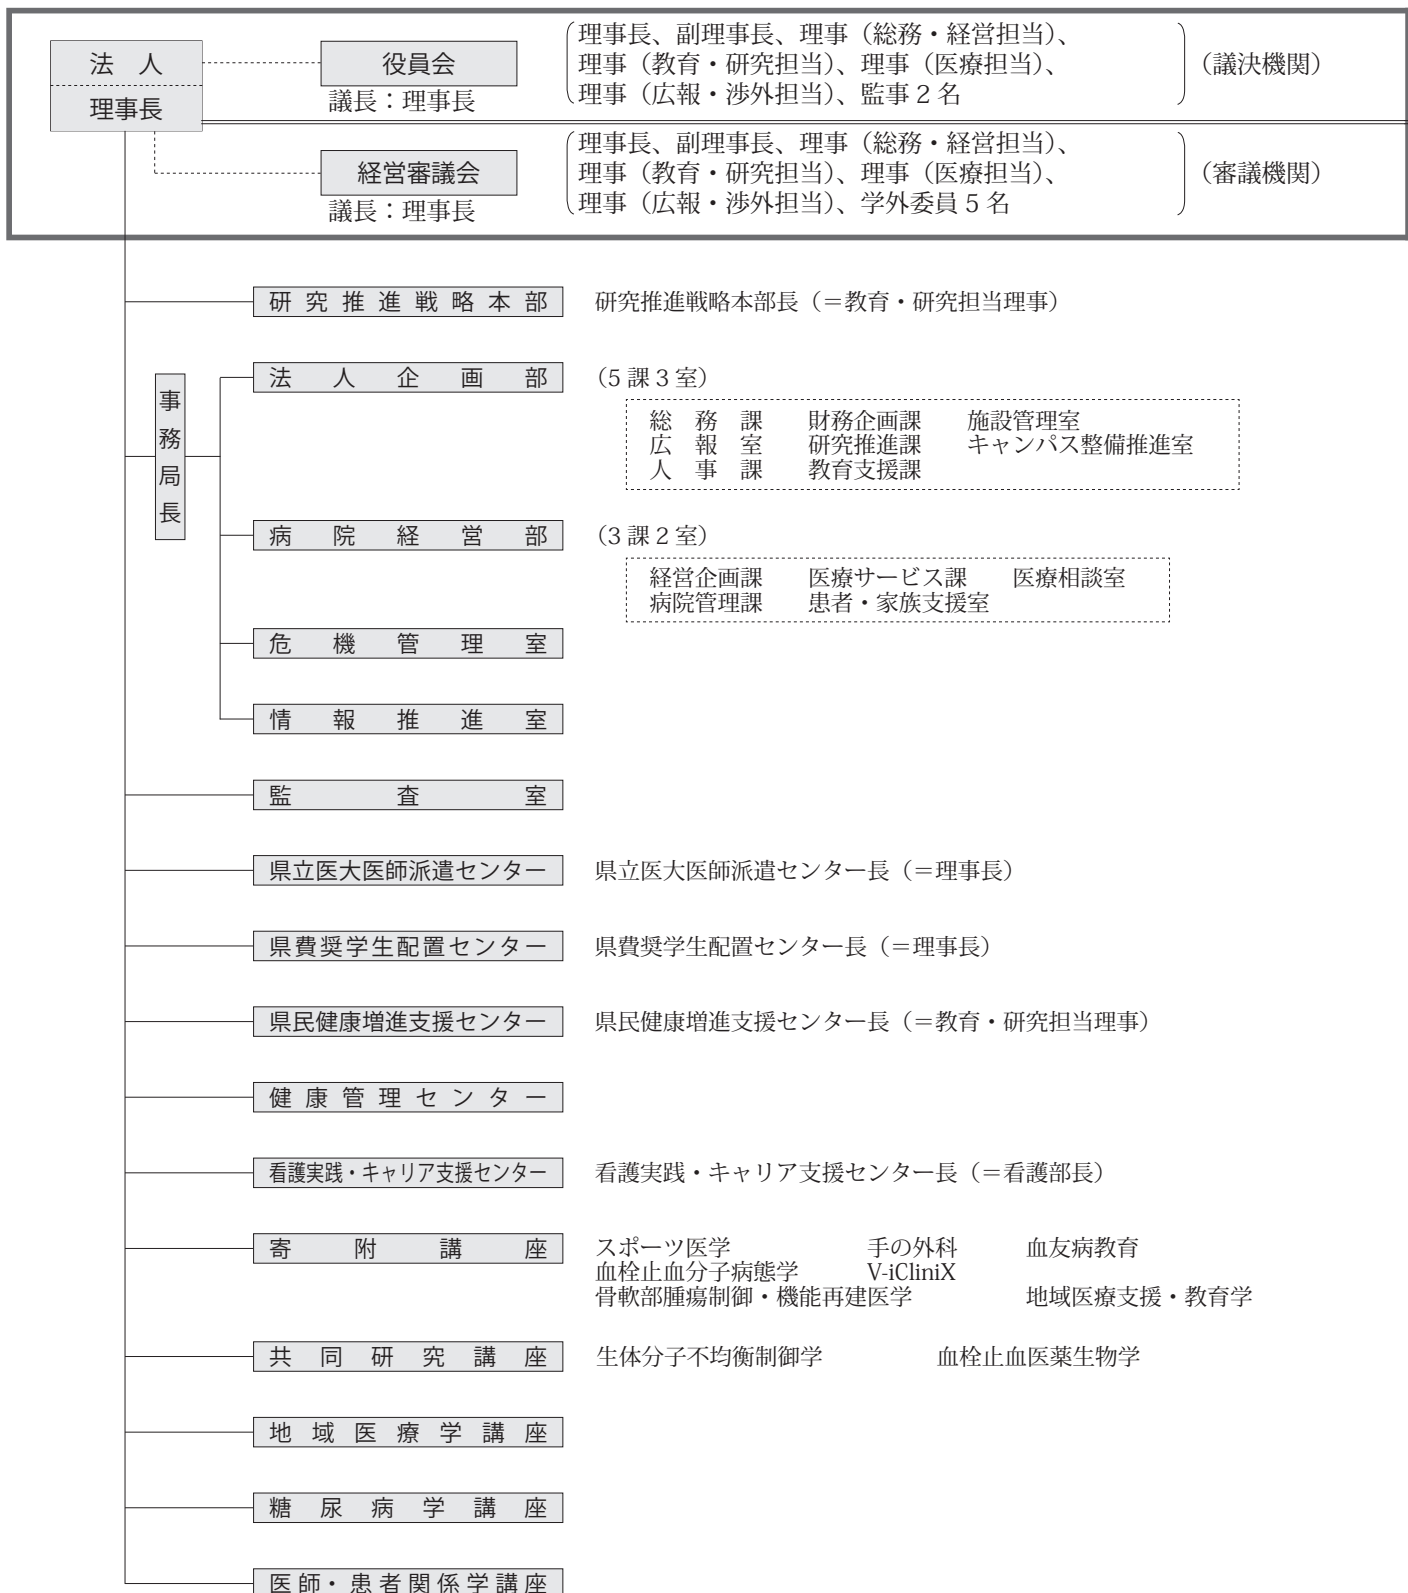 法人
理事長
役員会
議長：理事長
理事長、副理事長、理事（総務・経営担当）、
理事（教育・研究担当）、理事（医療担当）、
理事（広報・渉外担当）、監事 2 名
（議決機関）
経営審議会
議長：理事長
理事長、副理事長、理事（総務・経営担当）、
理事（教育・研究担当）、理事（医療担当）、
理事（広報・渉外担当）、学外委員 5 名
（審議機関）
研究推進戦略本部 研究推進戦略本部長（＝教育・研究担当理事）
事務局長
法人企画部 （5 課 3 室）
総務課 財務企画課 施設管理室
広報室 研究推進課 キャンパス整備推進室
人事課 教育支援課
病院経営部 （3 課 2 室）
経営企画課 医療サービス課 医療相談室
病院管理課 患者・家族支援室
危機管理室
情報推進室
監査室
県立医大医師派遣センター 県立医大医師派遣センター長（＝理事長）
県費奨学生配置センター 県費奨学生配置センター長（＝理事長）
県民健康増進支援センター 県民健康増進支援センター長（＝教育・研究担当理事）
健康管理センター
看護実践・キャリア支援センター 看護実践・キャリア支援センター長（＝看護部長）
寄附講座 スポーツ医学 手の外科 血友病教育
血栓止血分子病態学 V-iCliniX
骨軟部腫瘍制御・機能再建医学 地域医療支援・教育学
共同研究講座 生体分子不均衡制御学 血栓止血医薬生物学
地域医療学講座
糖尿病学講座
医師・患者関係学講座